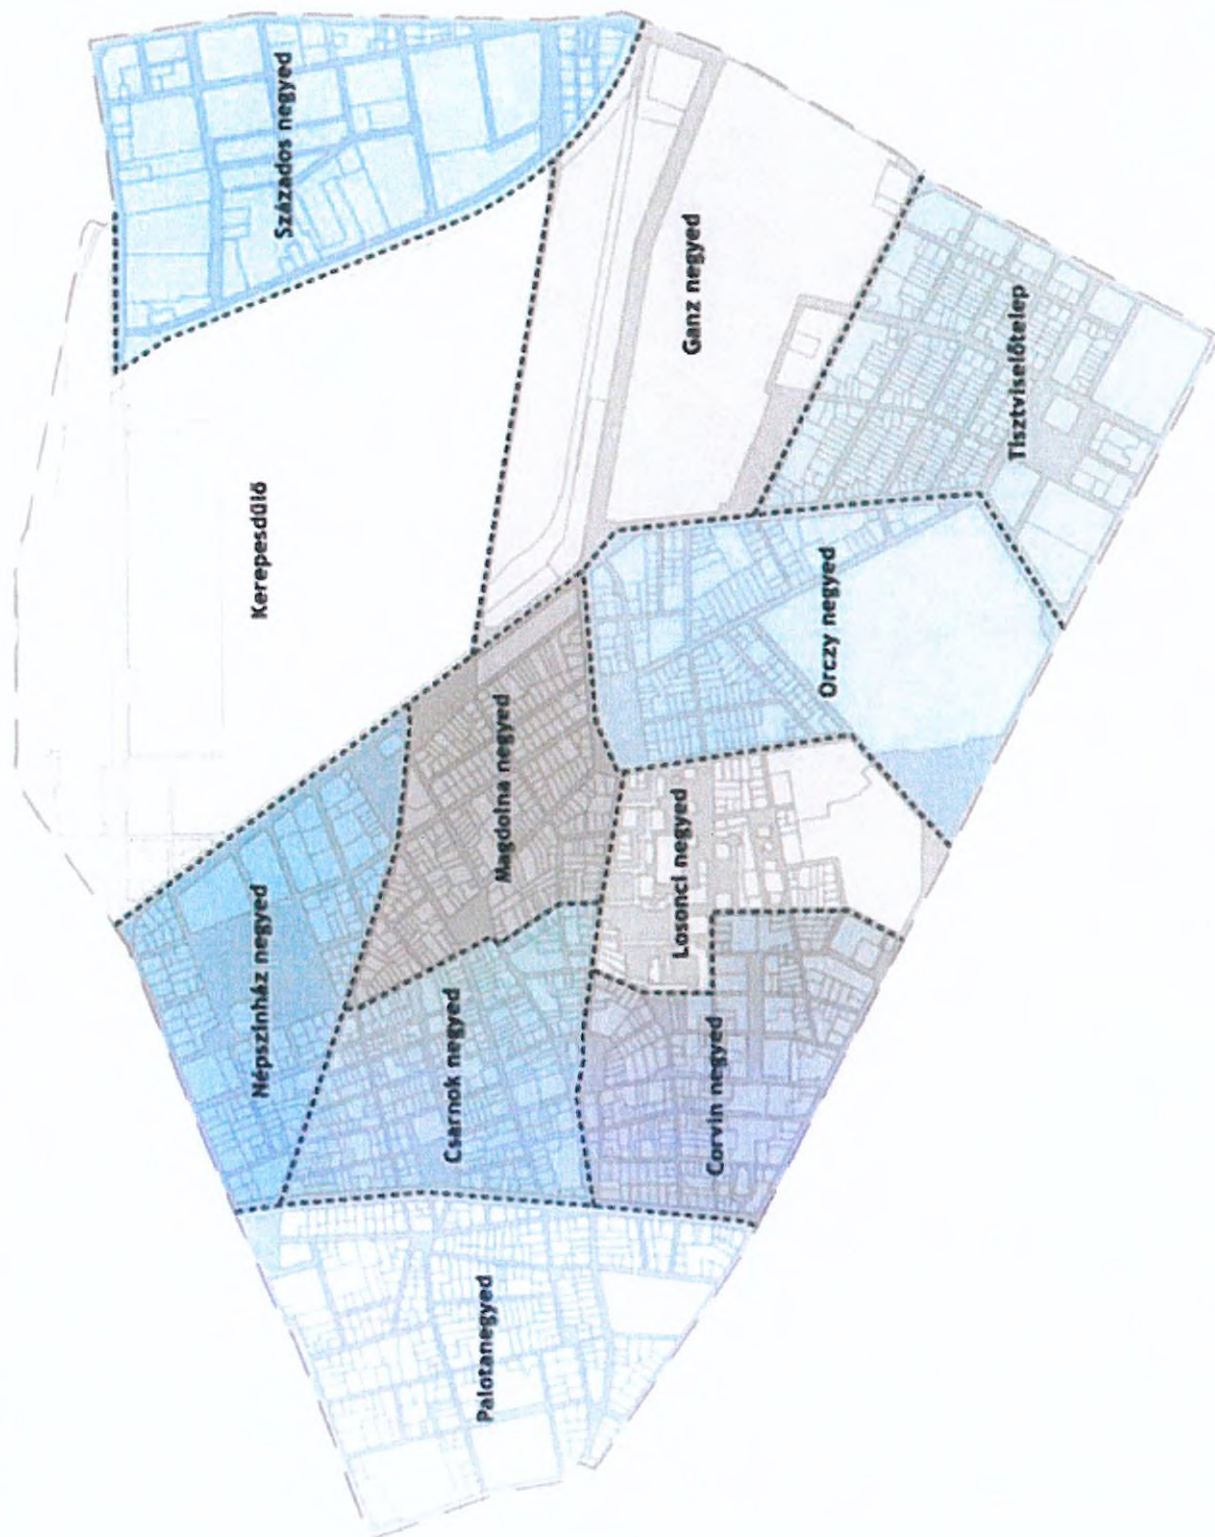 Népszínház negyed
Kerepesdűlő
Százados negyed
Csarnok negyed
Palotanegyed
Magdolna negyed
Losonci negyed
Ganz negyed
Corvin negyed
Orczy negyed
Tisztviselőtelep